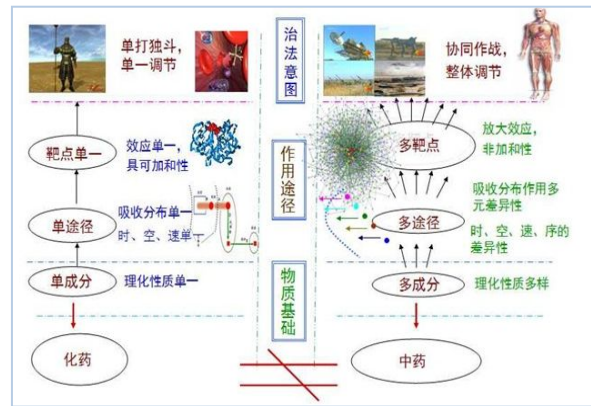 单打独斗，
单一调节
治法意图
协同作战，
整体调节
靶点单一
效应单一，
具可加和性
作用途径
多靶点
放大效应，
非加和性
单途径
吸收分布单一
时、空、速单一
多途径
吸收分布作用多
元差异性
时、空、速、序的
差异性
单成分
理化性质单一
物质基础
多成分
理化性质多样
化药
中药